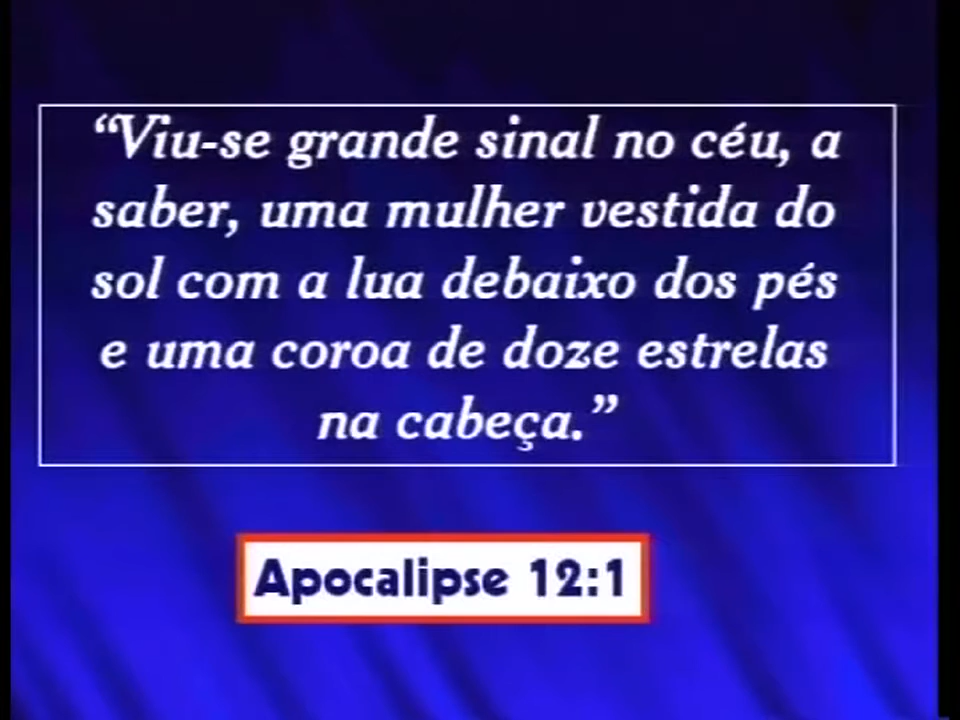 “Viu-se grande sinal no céu, a
saber, uma mulher vestida do
sol com a lua debaixo dos pés
e uma coroa de doze estrelas
na cabeça.”
Apocalipse 12:1